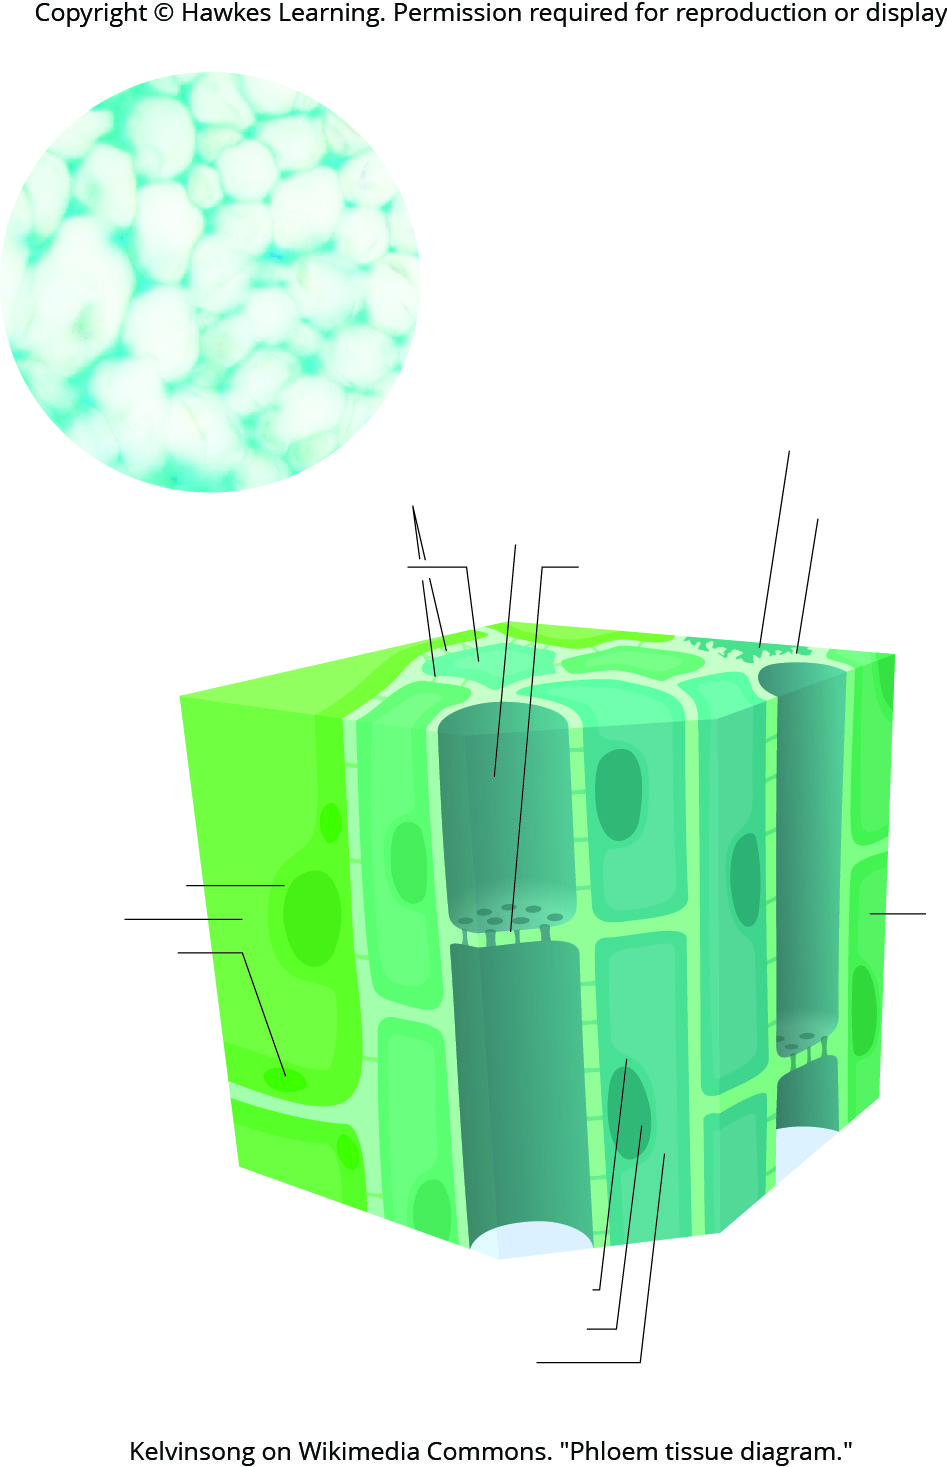 Copyright © Hawkes Learning. Permission required for reproduction or display
Kelvinsong on Wikimedia Commons. "Phloem tissue diagram."